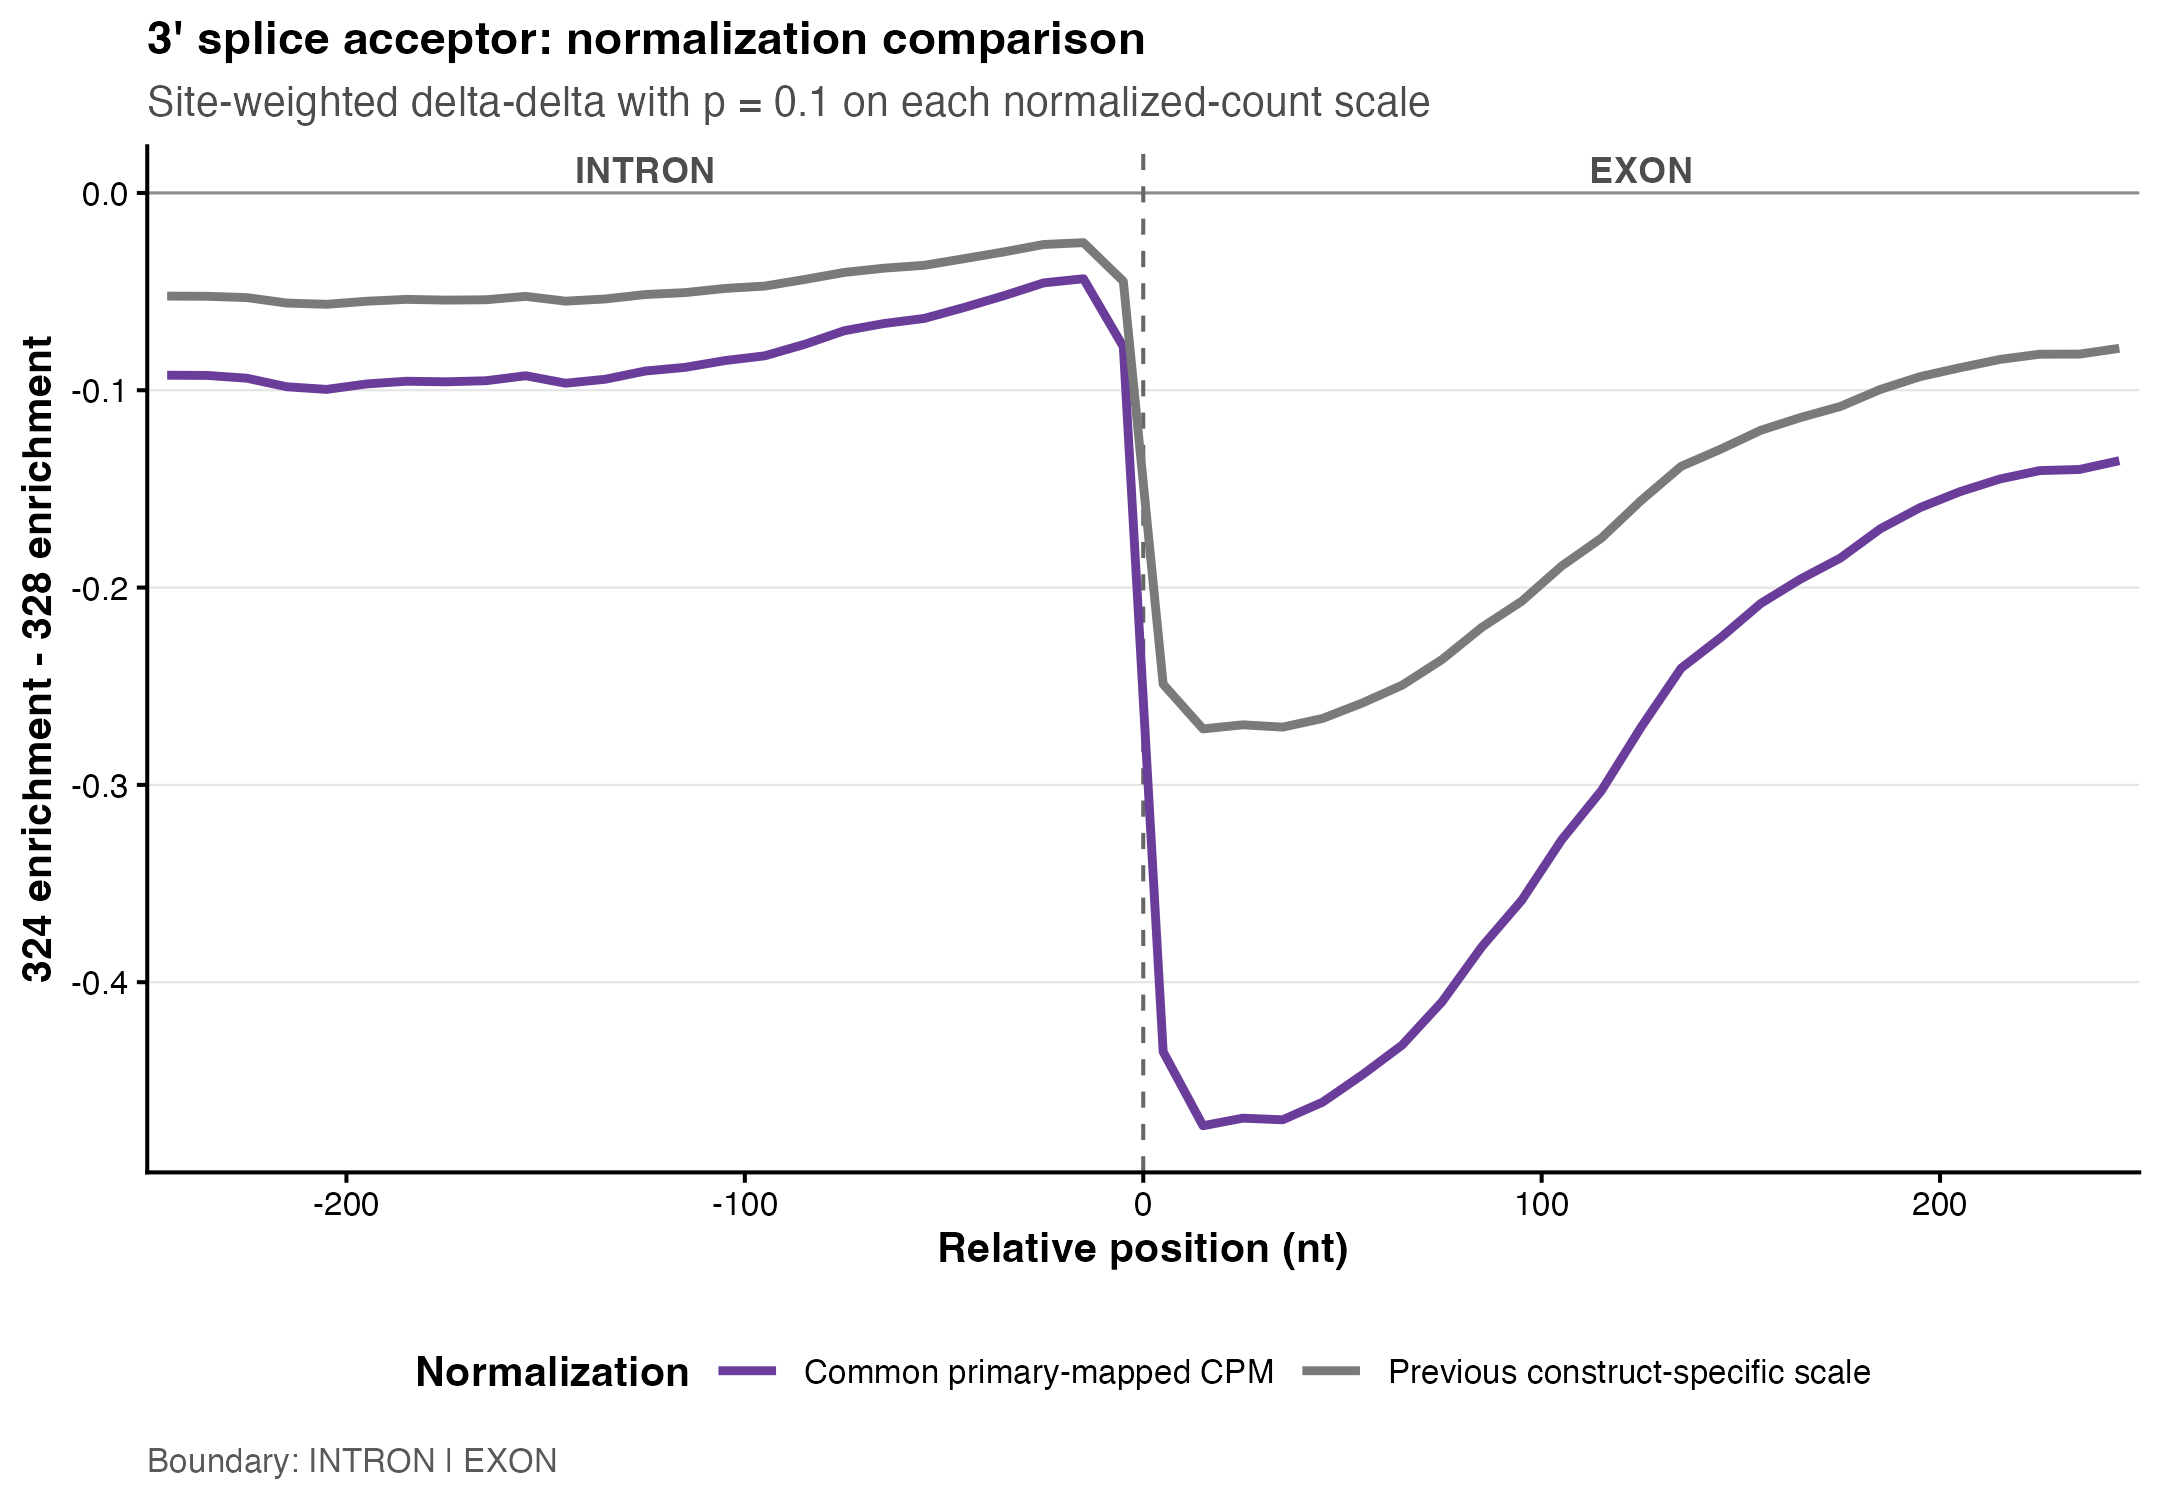 3' splice acceptor: normalization comparison
Site-weighted delta-delta with p = 0.1 on each normalized-count scale
INTRON
EXON
0.0
-0.1
-0.2
-0.3
-0.4
324 enrichment - 328 enrichment
-200
-100
0
100
200
Relative position (nt)
Normalization
Common primary-mapped CPM
Previous construct-specific scale
Boundary: INTRON | EXON